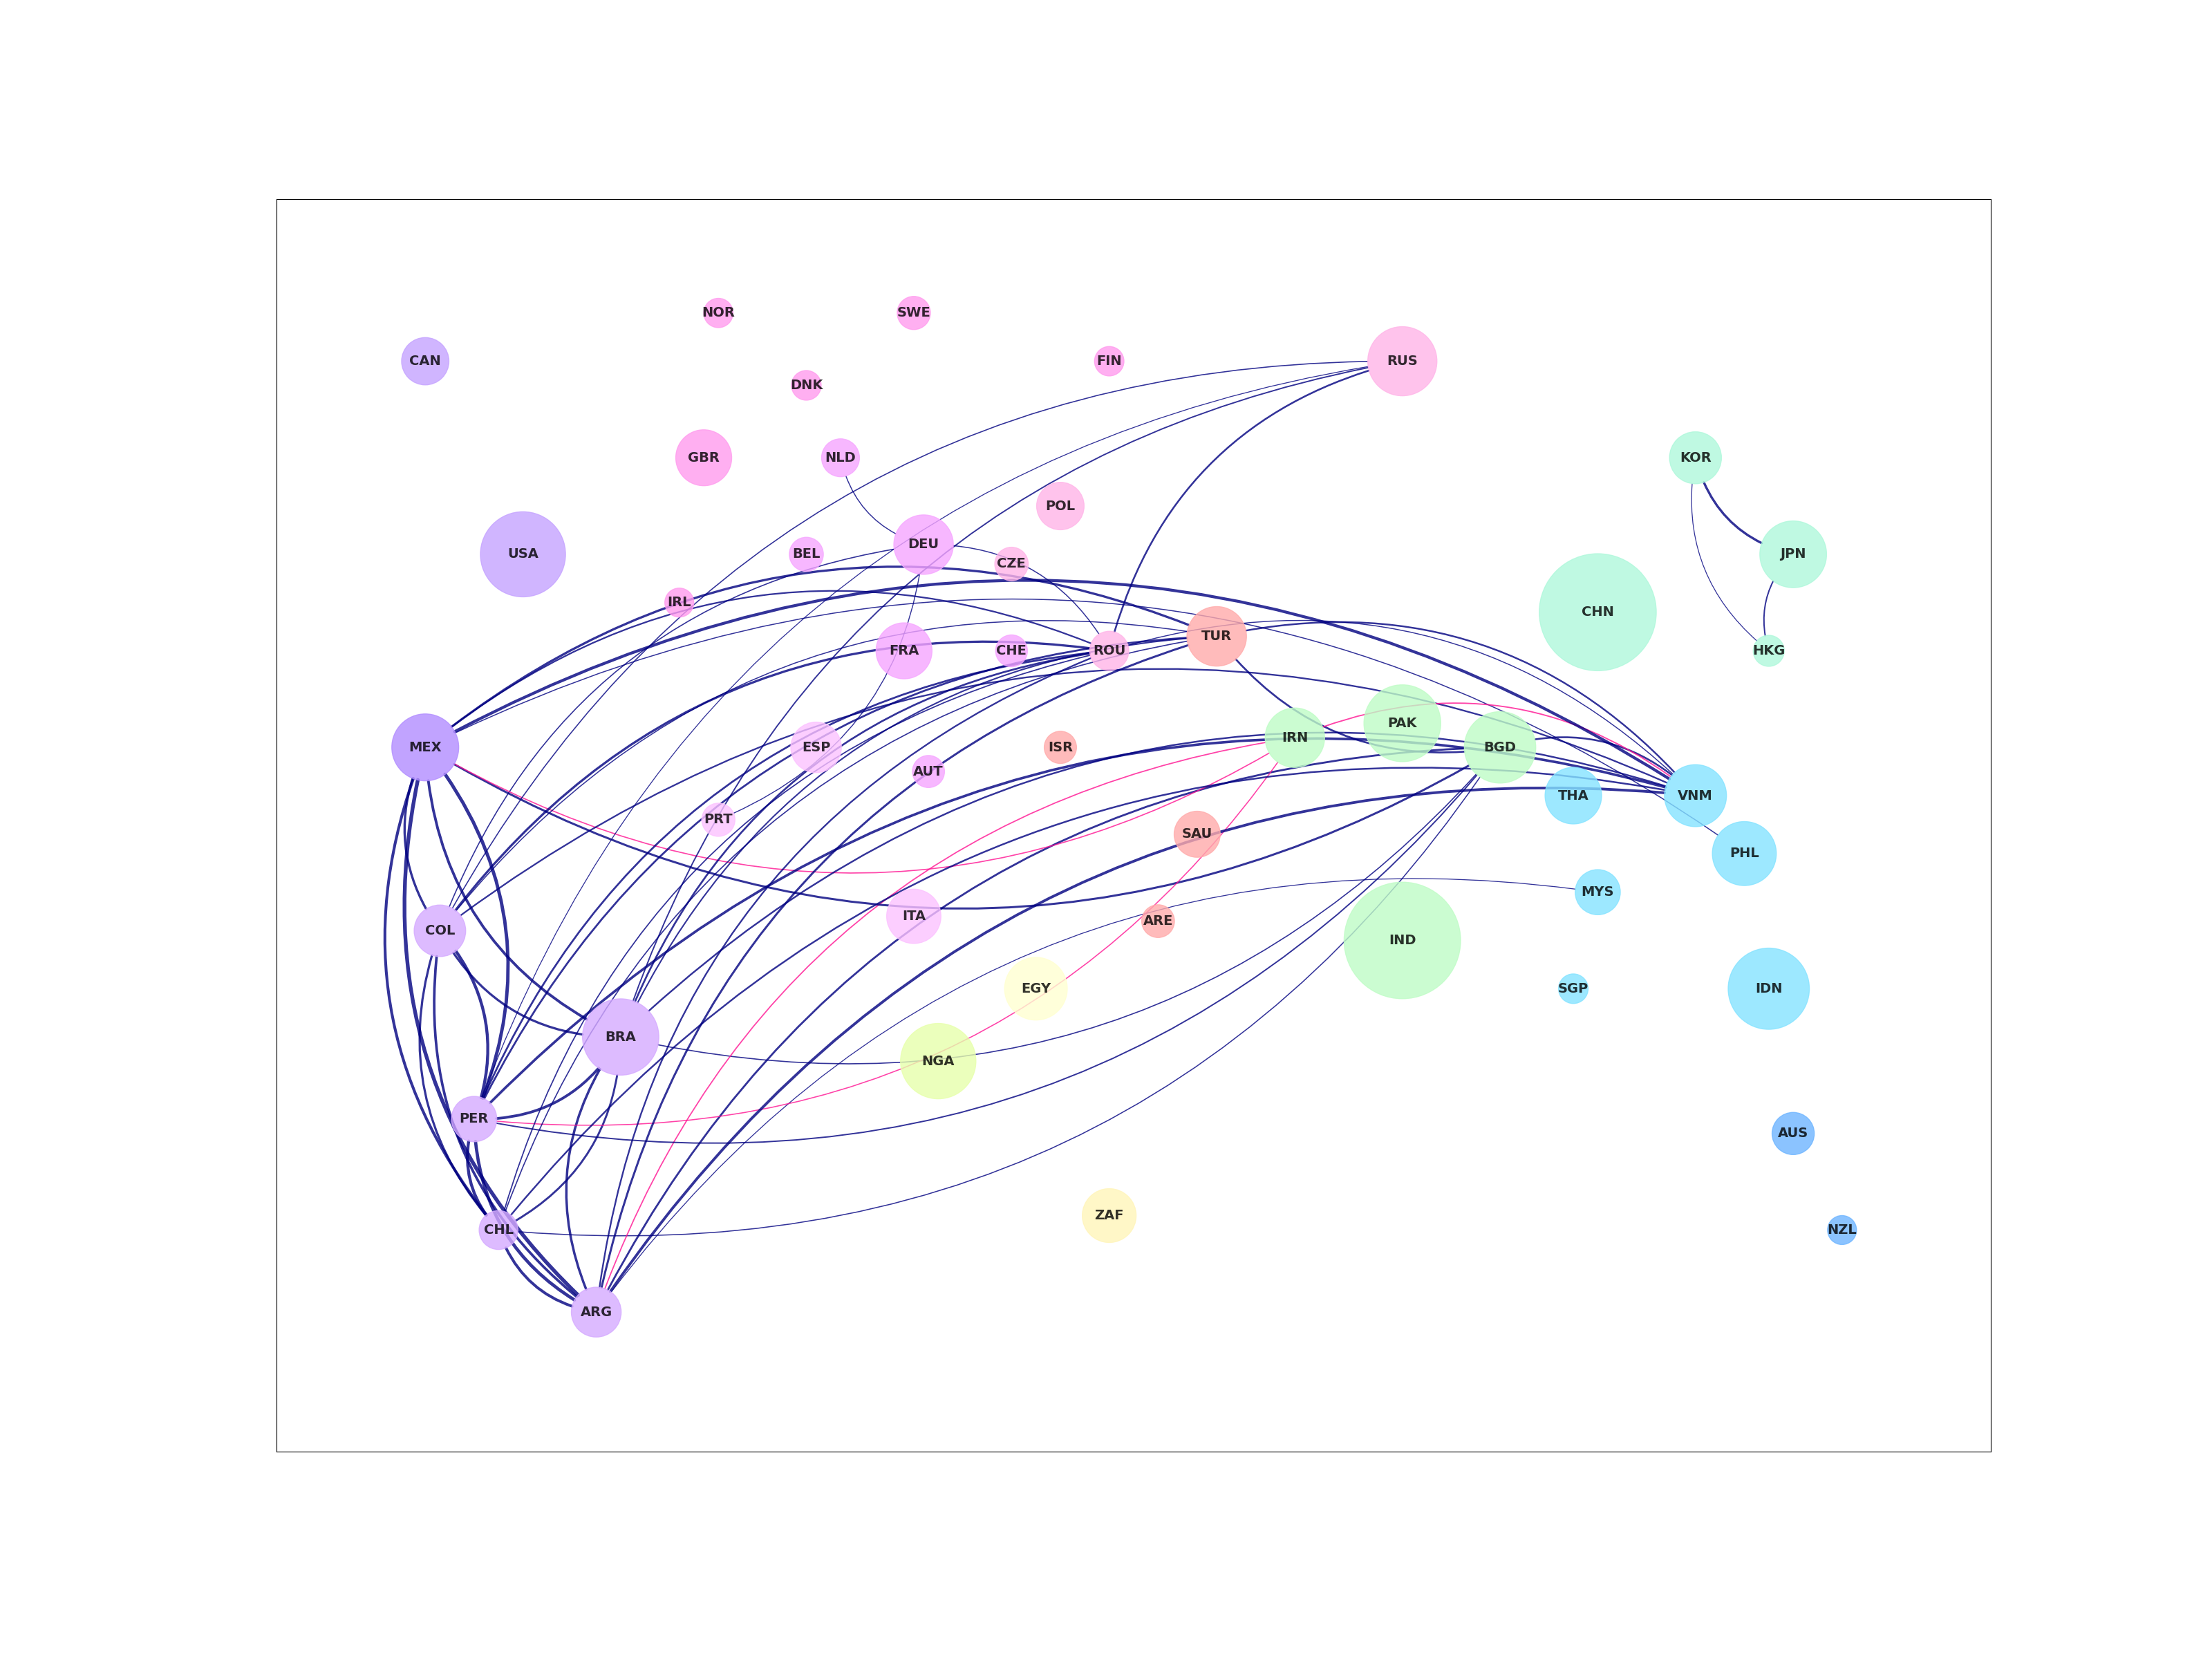 NOR
SWE
CAN
FIN
RUS
DNK
GBR
NLD
KOR
POL
DEU
USA
BEL
JPN
CZE
IRL
CHN
TUR
FRA
CHE
ROU
HKG
PAK
IRN
MEX
ESP
ISR
BGD
AUT
THA
VNM
PRT
SAU
PHL
MYS
ITA
ARE
COL
IND
EGY
SGP
IDN
BRA
NGA
PER
AUS
ZAF
CHL
NZL
ARG